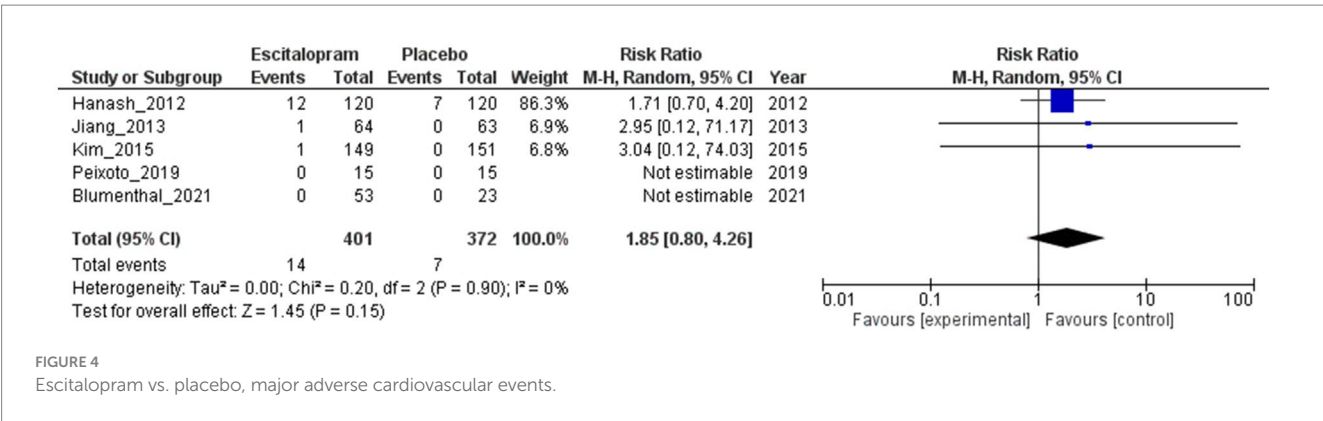 Escitalopram Placebo Risk Ratio Risk Ratio
Study or Subgroup Events Total Events Total Weight M-H, Random, 95% CI Year M-H, Random, 95% CI
Hanash_2012 12 120 7 120 86.3% 1.71 [0.70, 4.20] 2012
Jiang_2013 1 64 0 63 6.9% 2.95 [0.12, 71.17] 2013
Kim_2015 1 149 0 151 6.8% 3.04 [0.12, 74.03] 2015
Peixoto_2019 0 15 0 15 Not estimable 2019
Blumenthal_2021 0 53 0 23 Not estimable 2021
Total (95% CI) 401 372 100.0% 1.85 [0.80, 4.26]
Total events 14 7
Heterogeneity: Tau² = 0.00; Chi² = 0.20, df = 2 (P = 0.90); I² = 0%
Test for overall effect: Z = 1.45 (P = 0.15)
0.01 0.1 1 10 100
Favours [experimental] Favours [control]
FIGURE 4
Escitalopram vs. placebo, major adverse cardiovascular events.